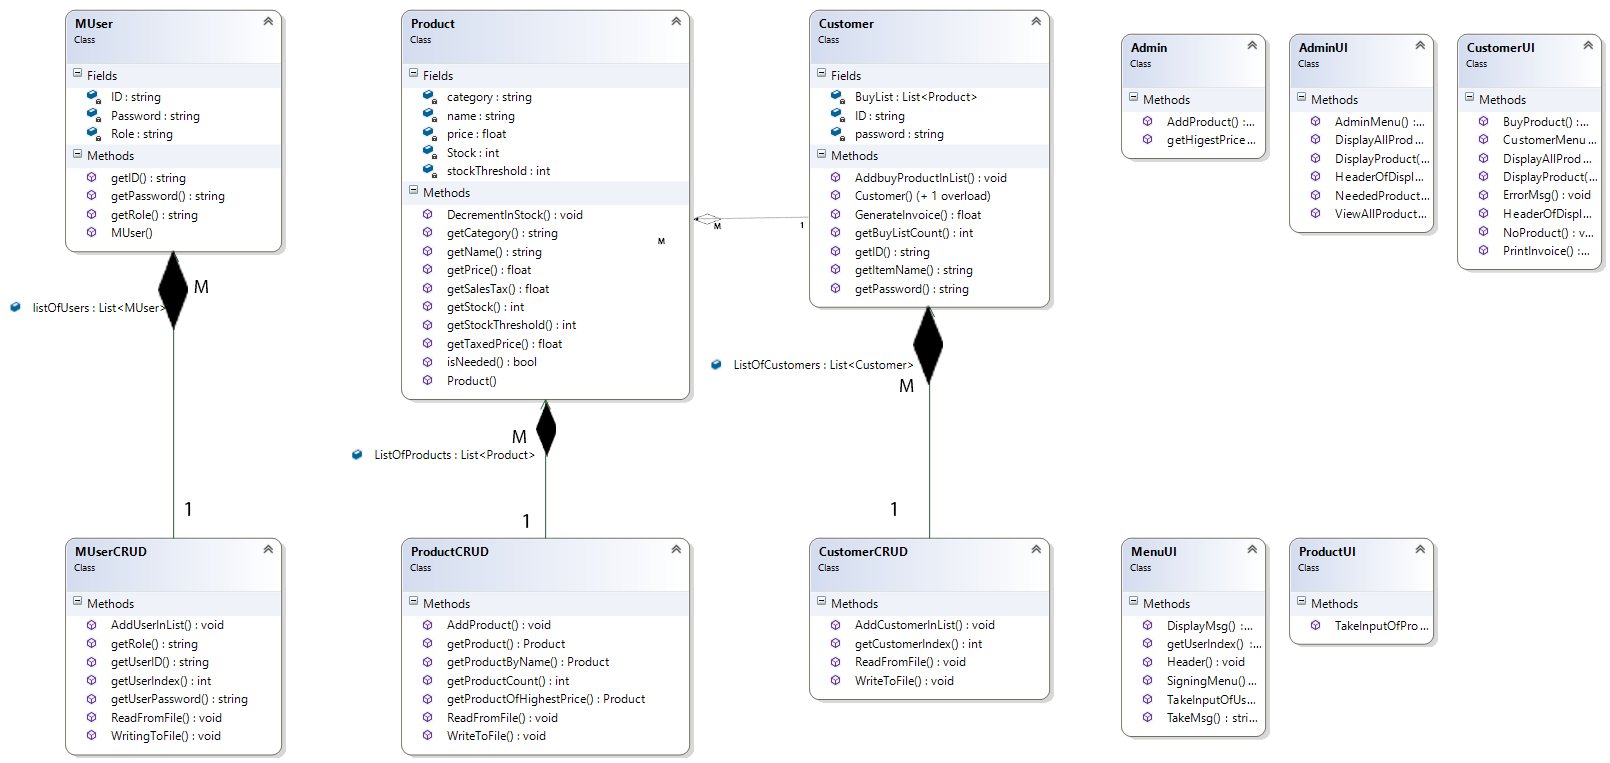 MUser
Class
Fields
ID : string
Password : string
Role : string
Methods
getID() : string
getPassword() : string
getRole() : string
MUser()
M
listOfUsers : List<MUser>
1
Product
Class
Fields
category : string
name : string
price : float
Stock : int
stockThreshold : int
Methods
DecrementInStock() : void
getCategory() : string
getName() : string
getPrice() : float
getSalesTax() : float
getStock() : int
getStockThreshold() : int
getTaxedPrice() : float
isNeeded() : bool
Product()
M
M
1
M
ListOfProducts : List<Product>
1
Customer
Class
Fields
BuyList : List<Product>
ID : string
password : string
Methods
AddbuyProductInList() : void
Customer() (+ 1 overload)
GenerateInvoice() : float
getBuyListCount() : int
getID() : string
getItemName() : string
getPassword() : string
ListOfCustomers : List<Customer>
M
1
Admin
Class
Methods
AddProduct() :...
getHigestPrice...
AdminUI
Class
Methods
AdminMenu() :...
DisplayAllProd...
DisplayProduct(...
HeaderOfDispl...
NeededProduct...
ViewAllProduct...
CustomerUI
Class
Methods
BuyProduct() :...
CustomerMenu...
DisplayAllProd...
DisplayProduct(...
ErrorMsg() : void
HeaderOfDispl...
NoProduct() : v...
PrintInvoice() :...
MUserCRUD
Class
Methods
AddUserInList() : void
getRole() : string
getUserID() : string
getUserIndex() : int
getUserPassword() : string
ReadFromFile() : void
WritingToFile() : void
ProductCRUD
Class
Methods
AddProduct() : void
getProduct() : Product
getProductByName() : Product
getProductCount() : int
getProductOfHighestPrice() : Product
ReadFromFile() : void
WriteToFile() : void
CustomerCRUD
Class
Methods
AddCustomerInList() : void
getCustomerIndex() : int
ReadFromFile() : void
WriteToFile() : void
MenuUI
Class
Methods
DisplayMsg() :...
getUserIndex() :...
Header() : void
SigningMenu()...
TakeInputOfUs...
TakeMsg() : stri...
ProductUI
Class
Methods
TakeInputOfPro...